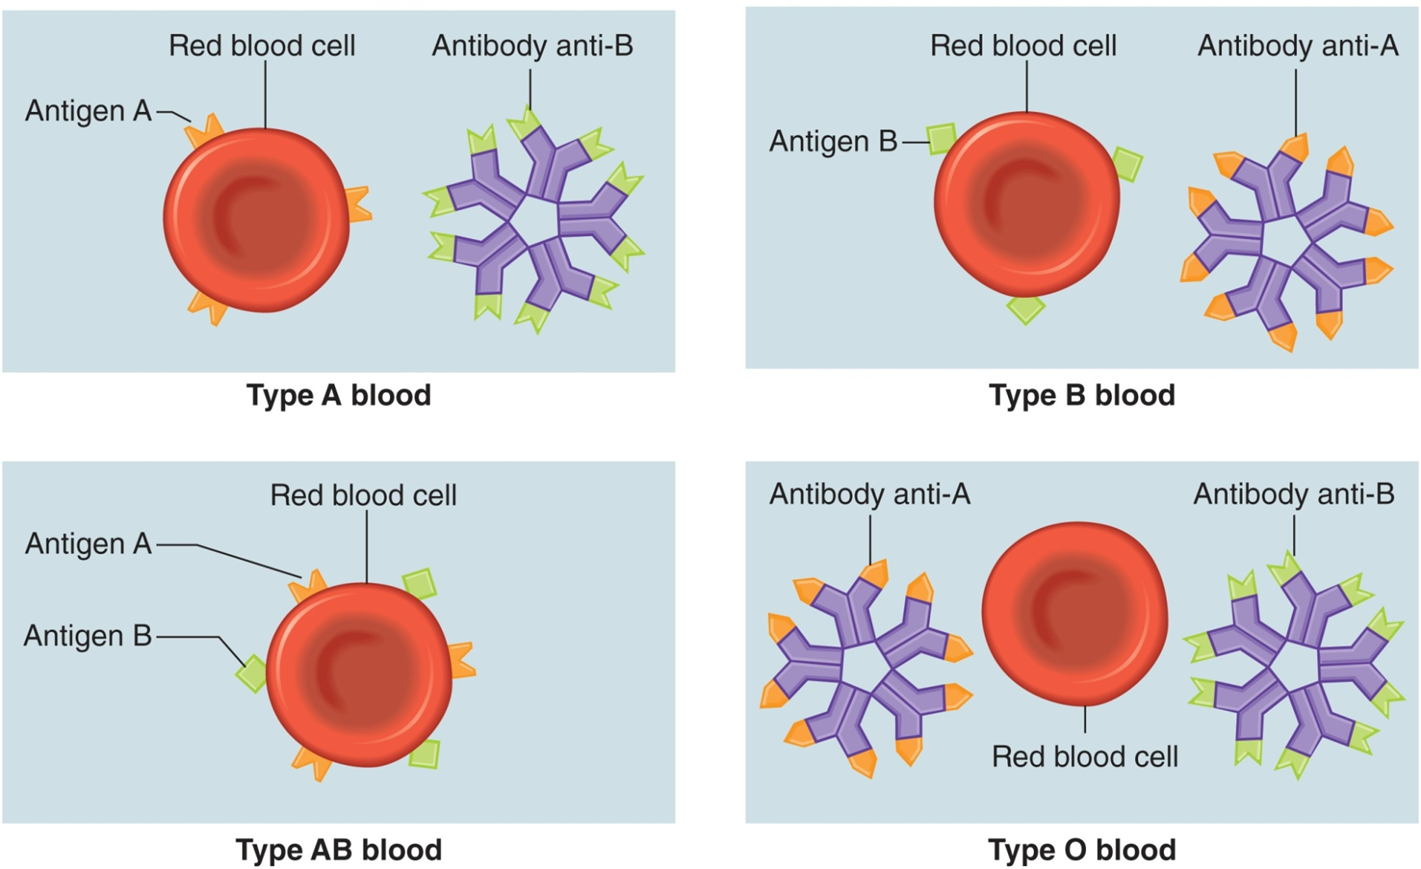 Red blood cell
Antibody anti-B
Antigen A
Type A blood
Red blood cell
Antibody anti-A
Antigen B
Type B blood
Red blood cell
Antigen A
Antigen B
Type AB blood
Antibody anti-A
Antibody anti-B
Red blood cell
Type O blood